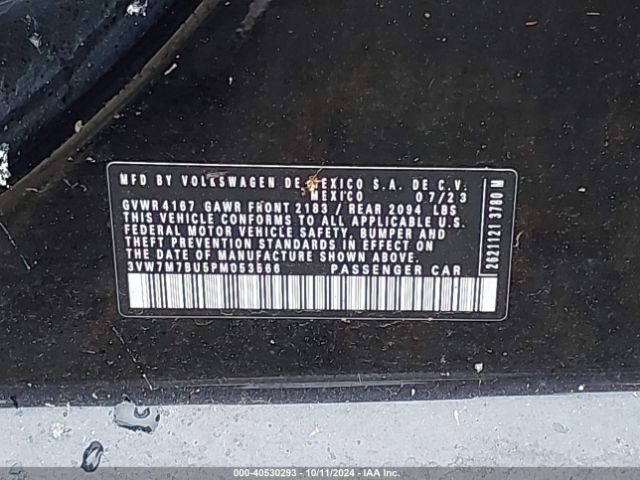 MFD BY VOLKSWAGEN DE MEXICO S.A. DE C.V.
MEXICO 07/23
GVWR 4167 GAWR FRONT 2183 / REAR 2094 LBS
THIS VEHICLE CONFORMS TO ALL APPLICABLE U.S.
FEDERAL MOTOR VEHICLE SAFETY, BUMPER AND
THEFT PREVENTION STANDARDS IN EFFECT ON
THE DATE OF MANUFACTURE SHOWN ABOVE.
3VW7M7BU5PM053566 PASSENGER CAR
2621121 3780 M
000-40530293 - 10/11/2024 - IAA Inc.